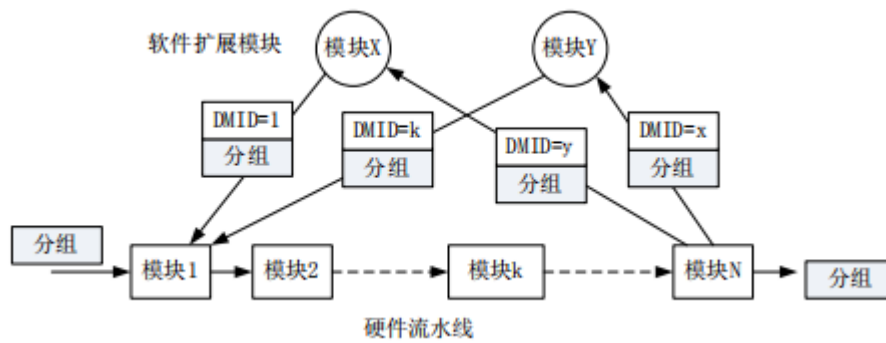 软件扩展模块
模块X
模块Y
DMID=1
分组
DMID=k
分组
DMID=y
分组
DMID=x
分组
分组
模块1
模块2
模块k
模块N
分组
硬件流水线